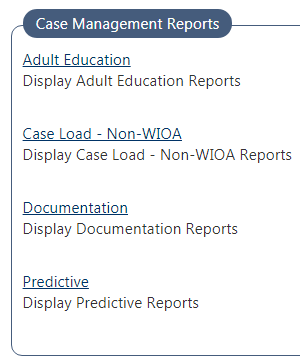 Case Management Reports
Adult Education
Display Adult Education Reports
Case Load - Non-WIOA
Display Case Load - Non-WIOA Reports
Documentation
Display Documentation Reports
Predictive
Display Predictive Reports